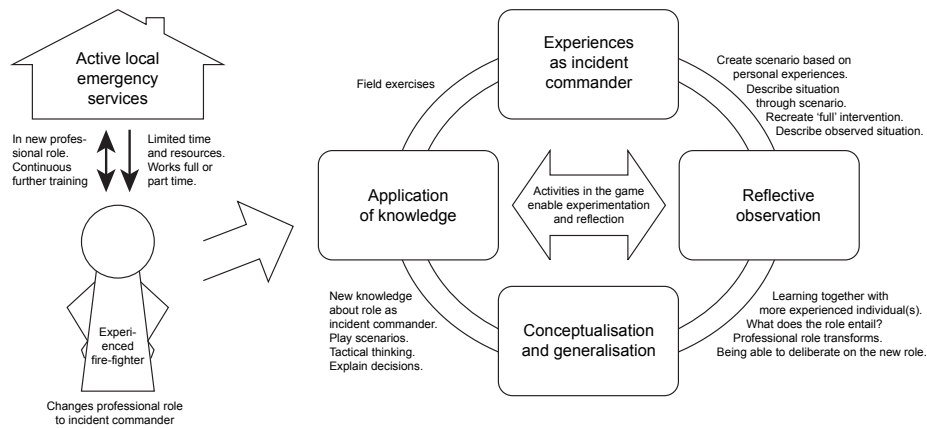 Active local
emergency
services
In new profes-
sional role.
Continuous
further training
Limited time
and resources.
Works full or
part time.
Experi-
enced
fire-fighter
Changes professional role
to incident commander
Experiences
as incident
commander
Field exercises
Create scenario based on
personal experiences.
Describe situation
through scenario.
Recreate ‘full’ intervention.
Describe observed situation.
Application
of knowledge
Activities in the game
enable experimentation
and reflection
Reflective
observation
New knowledge
about role as
incident commander.
Play scenarios.
Tactical thinking.
Explain decisions.
Conceptualisation
and generalisation
Learning together with
more experienced individual(s).
What does the role entail?
Professional role transforms.
Being able to deliberate on the new role.